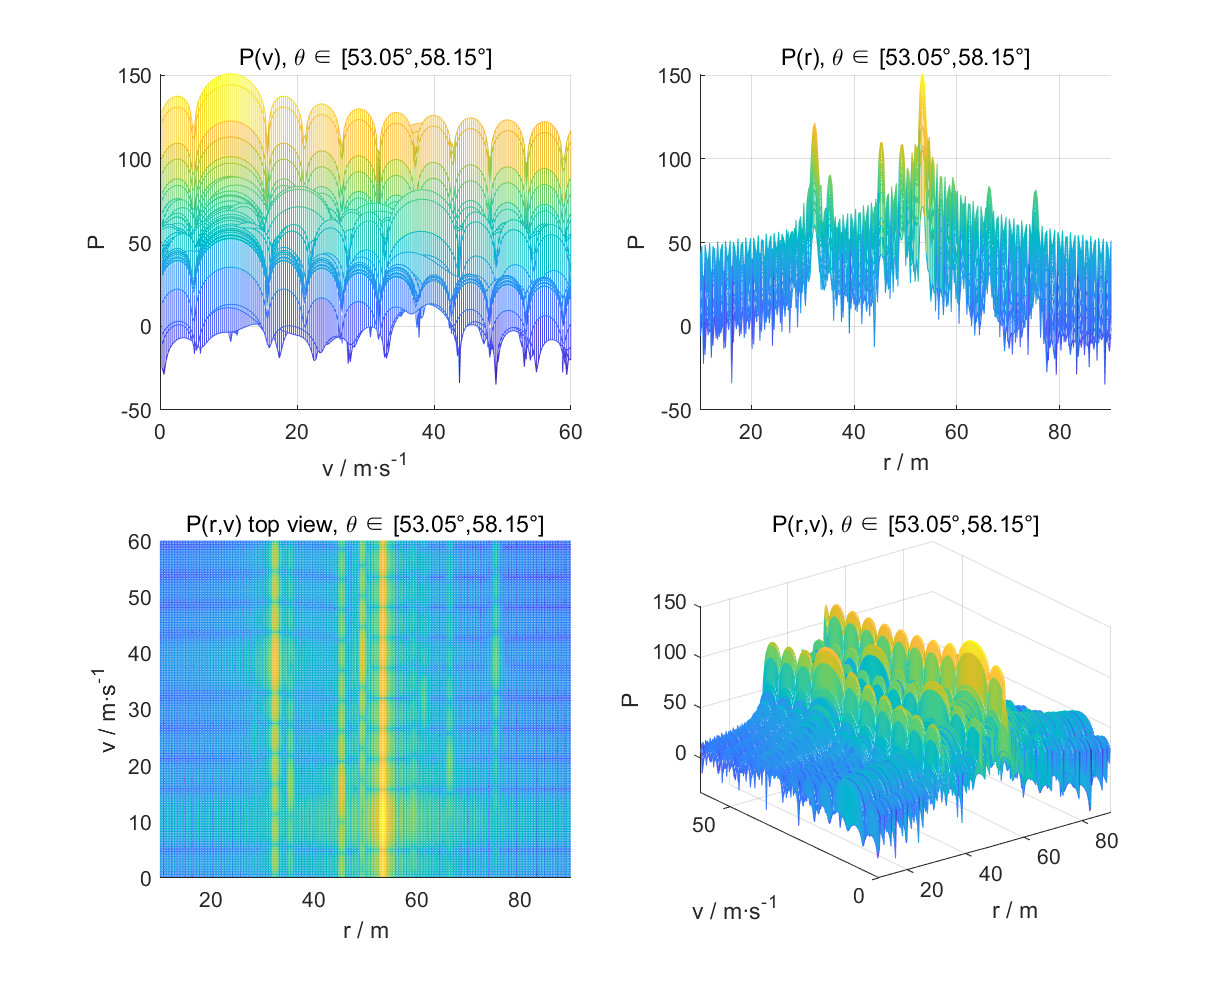 P(v), θ ∈ [53.05°,58.15°]
150
100
50
0
-50
P
0 20 40 60
v / m·s-1
P(r), θ ∈ [53.05°,58.15°]
150
100
50
0
-50
P
20 40 60 80
r / m
P(r,v) top view, θ ∈ [53.05°,58.15°]
60
50
40
30
20
10
0
v / m·s-1
20 40 60 80
r / m
P(r,v), θ ∈ [53.05°,58.15°]
150
100
50
0
P
50
0
v / m·s-1
20 40 60 80
r / m